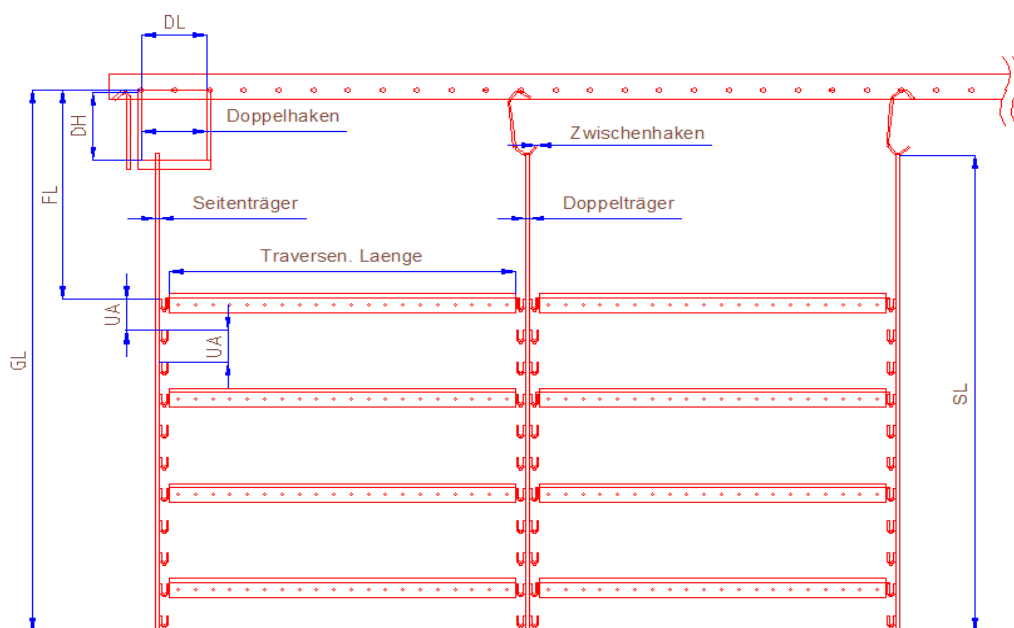 DL
Doppelhaken
DH
Zwischenhaken
FL
Seitenträger
Doppelträger
Traversen. Laenge
UA
UA
GL
SL